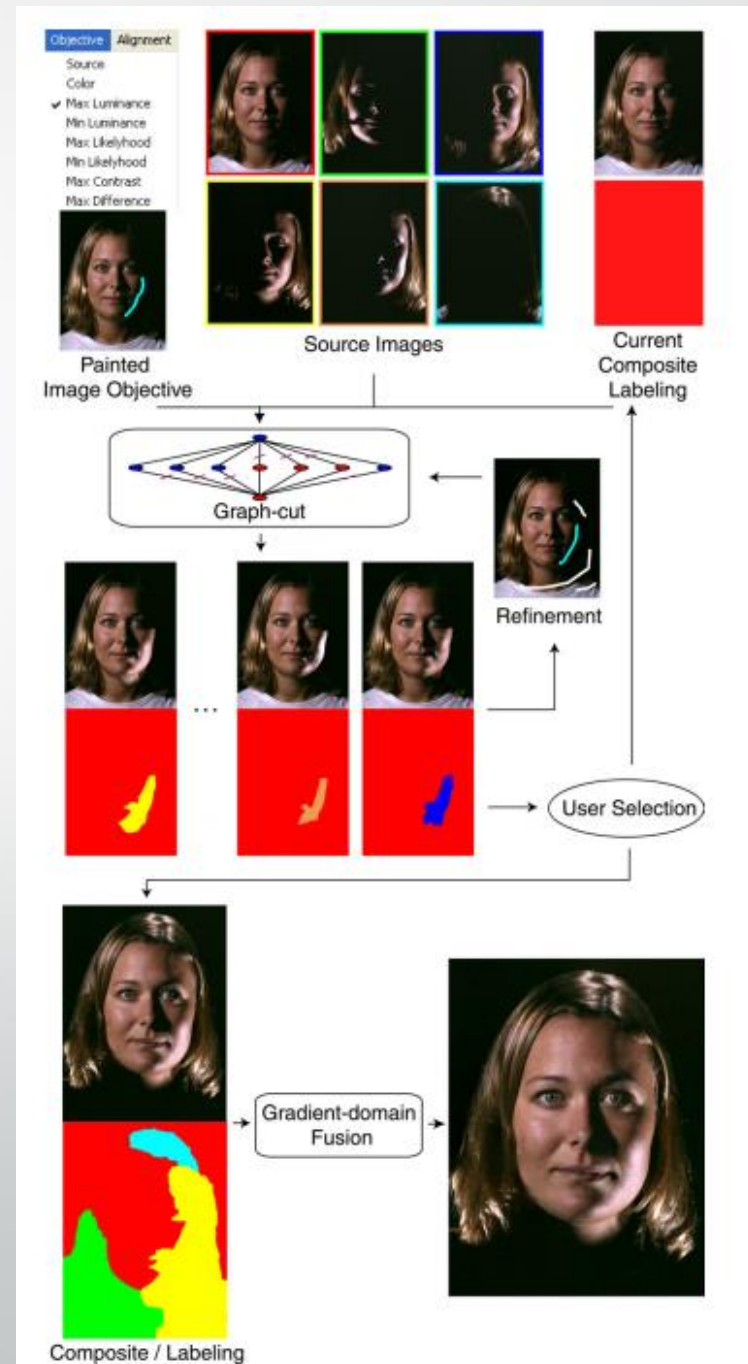 Objective Alignment
Source
Color
Max Luminance
Min Luminance
Max Likelyhood
Min Likelyhood
Max Contrast
Max Difference
Painted
Image Objective
Source Images
Current
Composite
Labeling
Graph-cut
Refinement
...
User Selection
Gradient-domain
Fusion
Composite / Labeling